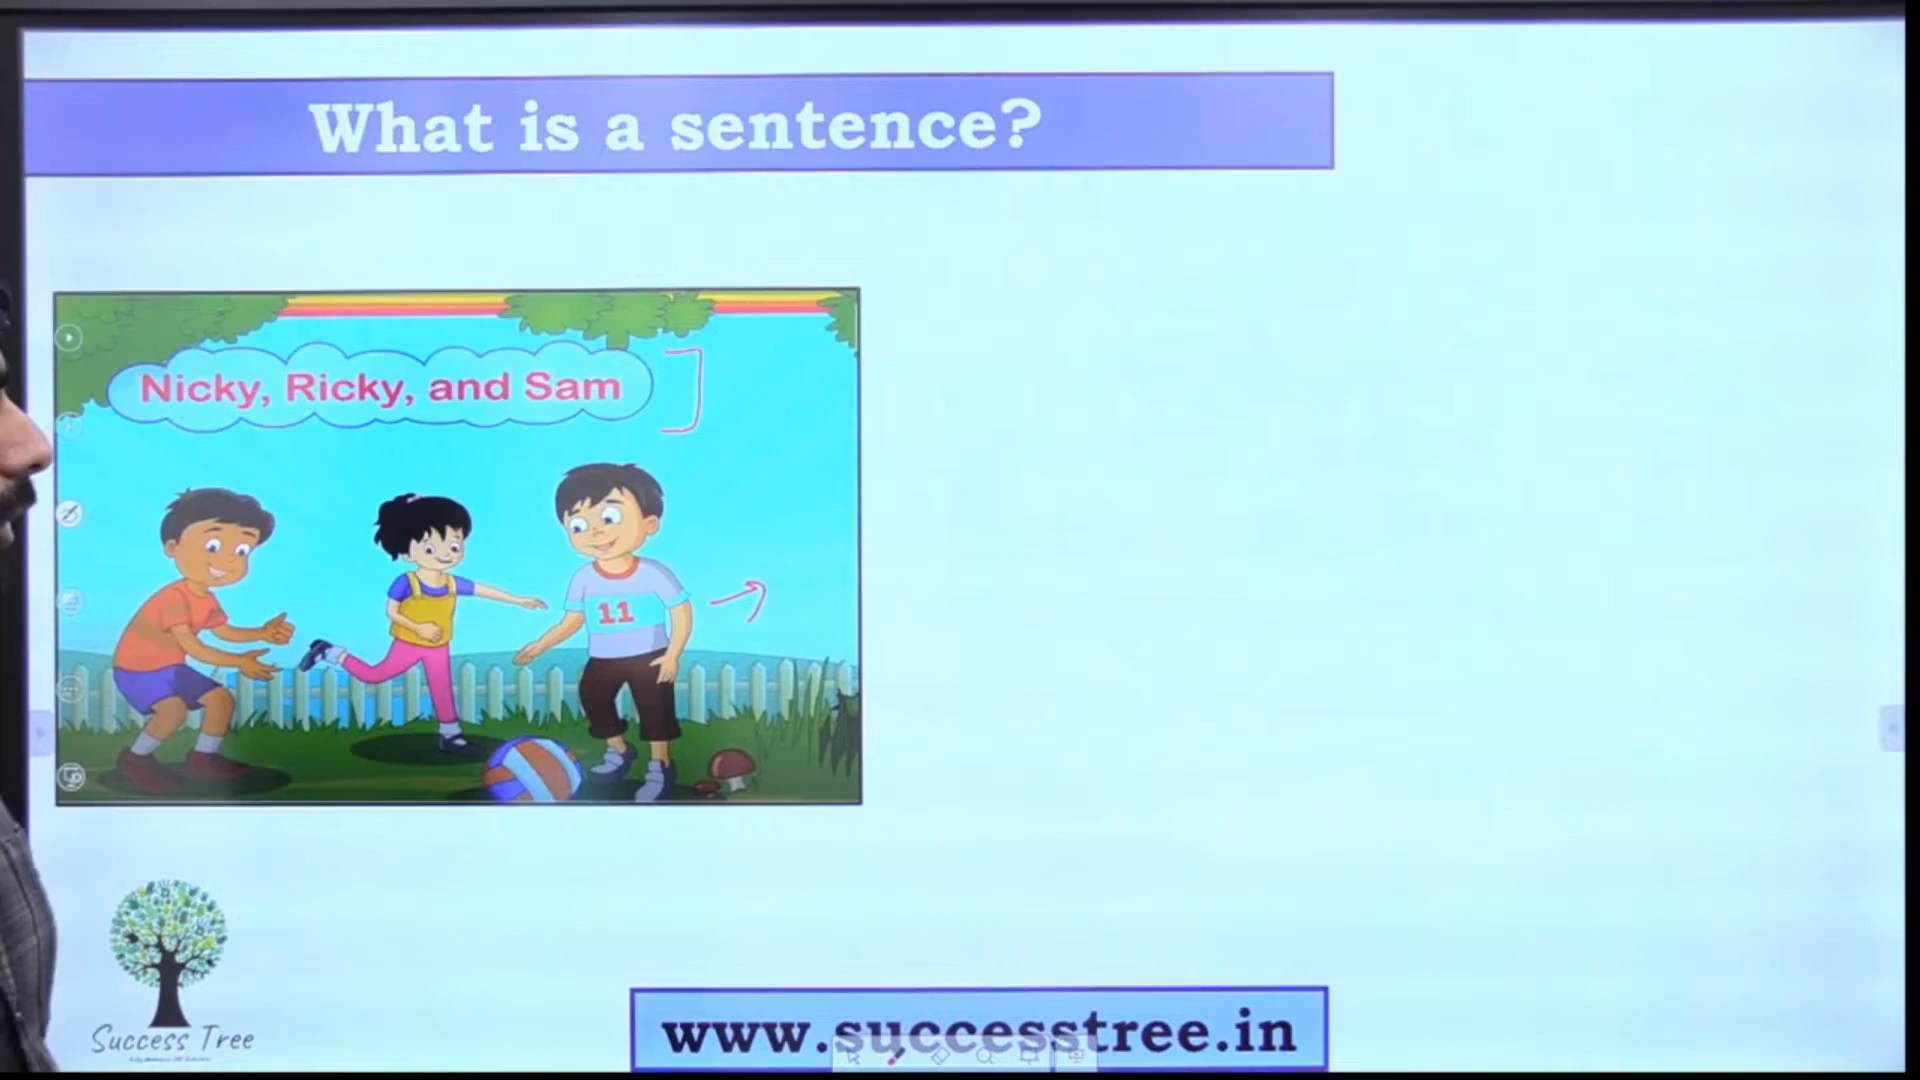 What is a sentence?
Nicky, Ricky, and Sam
11
Success Tree
www.successtree.in